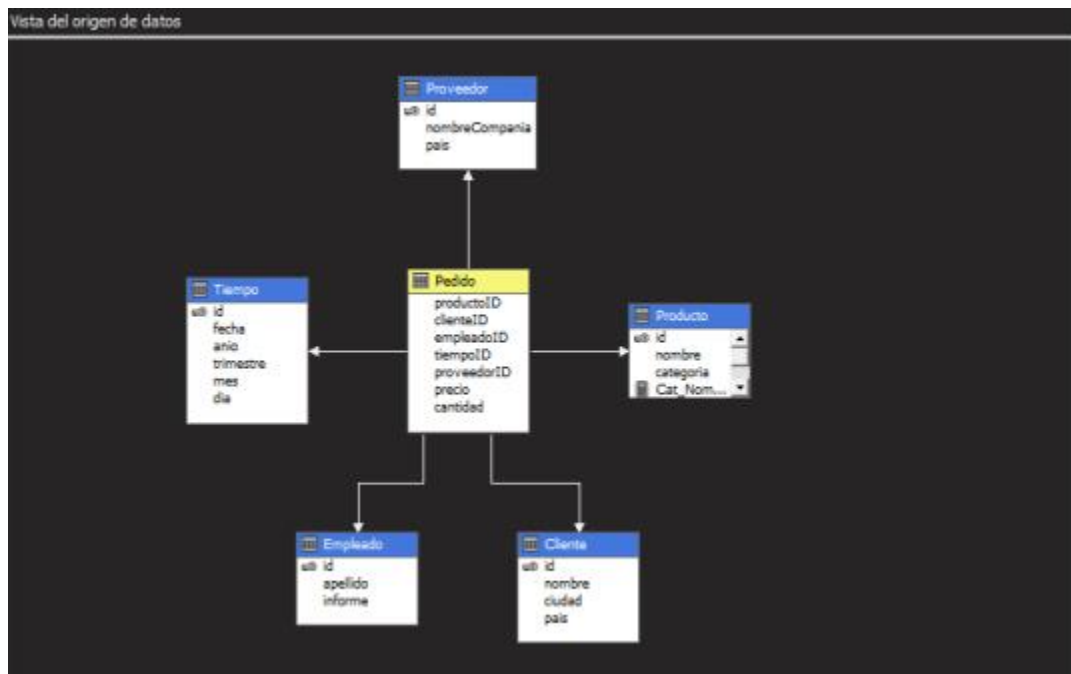 Vista del origen de datos
Proveedor
id
nombreCompania
pais
Tiempo
id
fecha
anio
trimestre
mes
dia
Pedido
productoID
clienteID
empleadoID
tiempoID
proveedorID
precio
cantidad
Producto
id
nombre
categoria
Cat_Nom...
Empleado
id
apellido
informe
Cliente
id
nombre
ciudad
pais